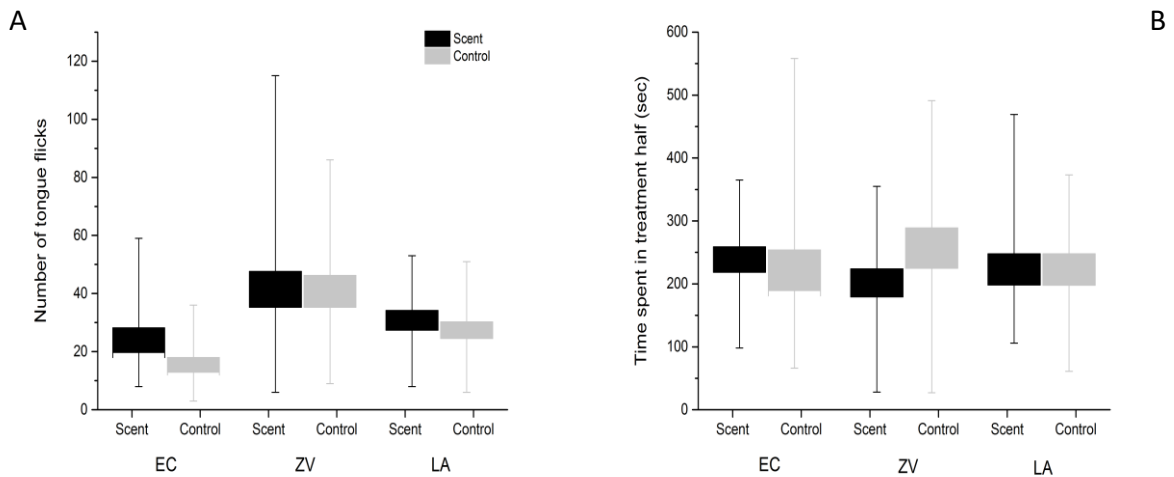 A
Number of tongue flicks
120
100
80
60
40
20
0
Scent
Control
Scent Control Scent Control Scent Control
EC ZV LA
B
Time spent in treatment half (sec)
600
500
400
300
200
100
0
Scent Control Scent Control Scent Control
EC ZV LA